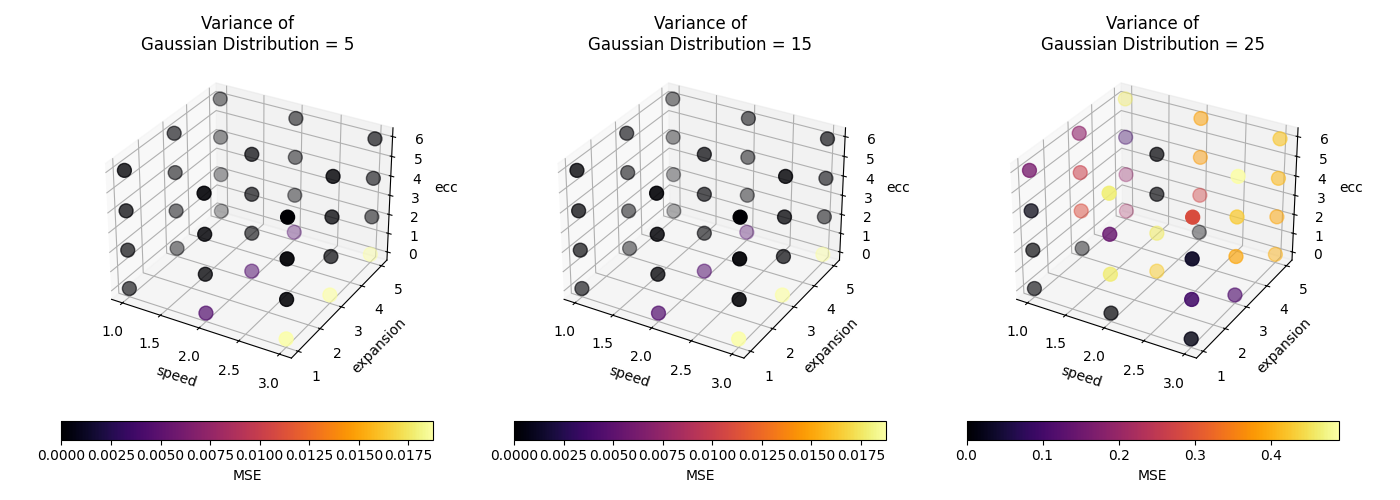 Variance of
Gaussian Distribution = 5
6
5
4
3
2
1
0
ecc
1.0
1.5
2.0
2.5
3.0
speed
1
2
3
4
5
expansion
0.0000 0.0025 0.0050 0.0075 0.0100 0.0125 0.0150 0.0175
MSE
Variance of
Gaussian Distribution = 15
6
5
4
3
2
1
0
ecc
1.0
1.5
2.0
2.5
3.0
speed
1
2
3
4
5
expansion
0.0000 0.0025 0.0050 0.0075 0.0100 0.0125 0.0150 0.0175
MSE
Variance of
Gaussian Distribution = 25
6
5
4
3
2
1
0
ecc
1.0
1.5
2.0
2.5
3.0
speed
1
2
3
4
5
expansion
0.0 0.1 0.2 0.3 0.4
MSE